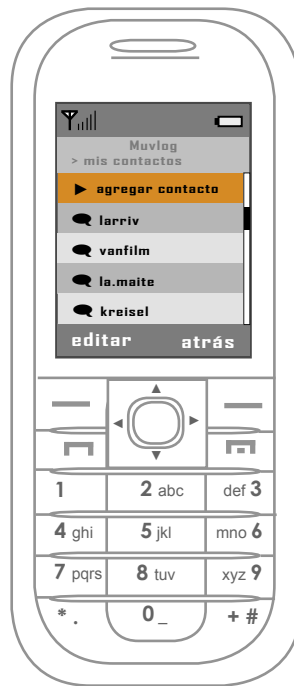 Muvlog
> mis contactos
agregar contacto
larriv
vanfilm
la.maite
kreisel
editar atrás
1 2 abc def 3
4 ghi 5 jkl mno 6
7 pqrs 8 tuv xyz 9
* . 0 _ + #